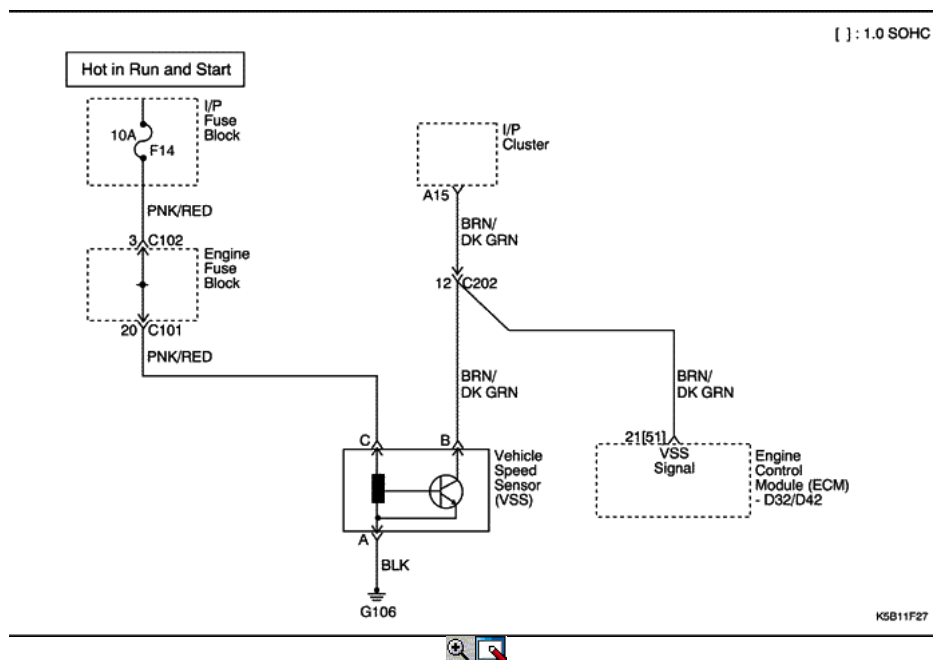 [ ] : 1.0 SOHC
Hot in Run and Start
I/P
Fuse
Block
10A
F14
PNK/RED
3 C102
Engine
Fuse
Block
20 C101
PNK/RED
I/P
Cluster
A15
BRN/
DK GRN
12 C202
BRN/
DK GRN
BRN/
DK GRN
C
B
Vehicle
Speed
Sensor
(VSS)
21[51]
VSS
Signal
Engine
Control
Module (ECM)
- D32/D42
A
BLK
G106
K5B11F27